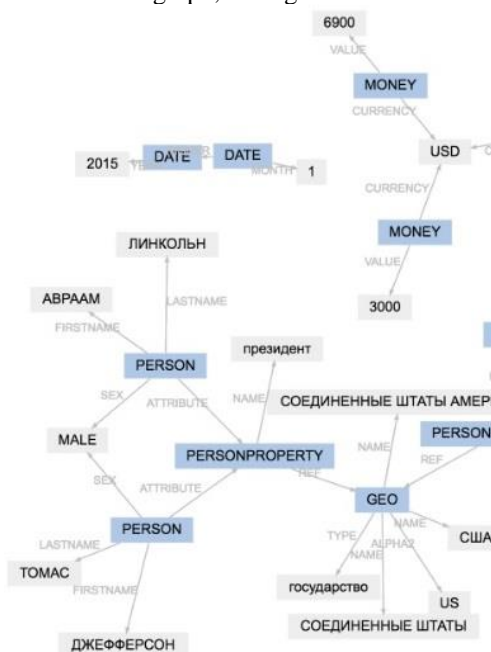 6900
VALUE
MONEY
CURRENCY
USD
DATE
DATE
2015
MONTH
1
CURRENCY
MONEY
VALUE
3000
ЛИНКОЛЬН
LASTNAME
АВРААМ
FIRSTNAME
президент
PERSON
SEX
ATTRIBUTE
NAME
СОЕДИНЕННЫЕ ШТАТЫ АМЕР
MALE
PERSON
NAME
PERSONPROPERTY
REF
REF
SEX
ATTRIBUTE
GEO
NAME
PERSON
США
LASTNAME
TYPE
ALPHA2
NAME
ТОМАС
FIRSTNAME
государство
US
СОЕДИНЕННЫЕ ШТАТЫ
ДЖЕФФЕРСОН